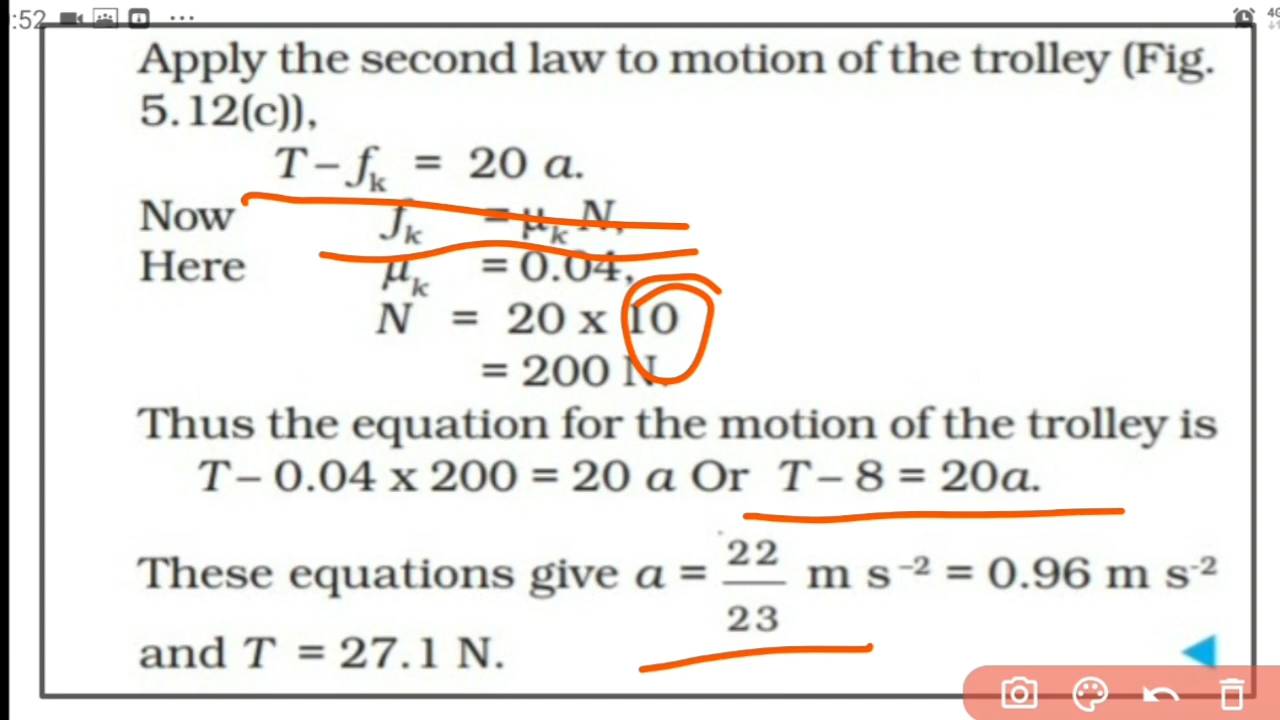 :52
4G
Apply the second law to motion of the trolley (Fig.
5.12(c)),
T – fk = 20 a.
Now fk = μk N,
Here μk = 0.04,
N = 20 x 10
= 200 N.
Thus the equation for the motion of the trolley is
T – 0.04 x 200 = 20 a Or T – 8 = 20a.
These equations give a = 22/23 m s-2 = 0.96 m s-2
and T = 27.1 N.